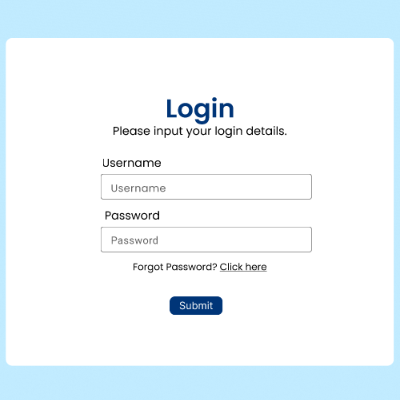 Login
Please input your login details.
Username
Username
Password
Password
Forgot Password? Click here
Submit